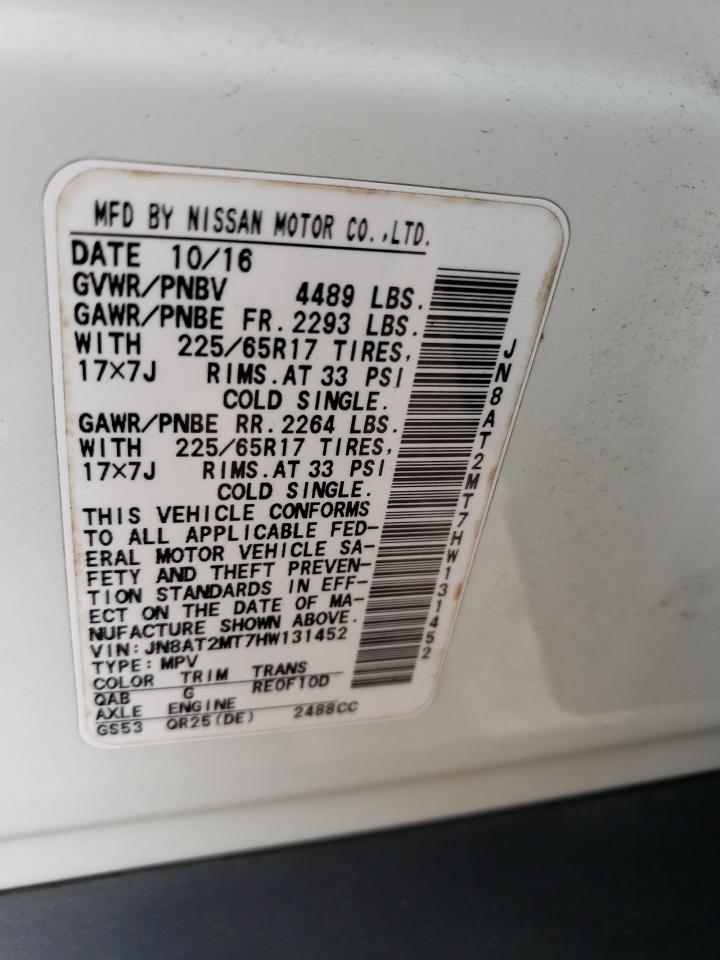 MFD BY NISSAN MOTOR CO.,LTD.
DATE 10/16
GVWR/PNBV 4489 LBS.
GAWR/PNBE FR. 2293 LBS.
WITH 225/65R17 TIRES,
17×7J RIMS.AT 33 PSI
COLD SINGLE.
GAWR/PNBE RR. 2264 LBS.
WITH 225/65R17 TIRES,
17×7J RIMS.AT 33 PSI
COLD SINGLE.
THIS VEHICLE CONFORMS
TO ALL APPLICABLE FED-
ERAL MOTOR VEHICLE SA-
FETY AND THEFT PREVEN-
TION STANDARDS IN EFF-
ECT ON THE DATE OF MA-
NUFACTURE SHOWN ABOVE.
VIN: JN8AT2MT7HW131452
TYPE: MPV
COLOR TRIM TRANS
QAB G RE0F10D
AXLE ENGINE
GS53 QR25(DE) 2488CC
JN8AT2MT7HW131452